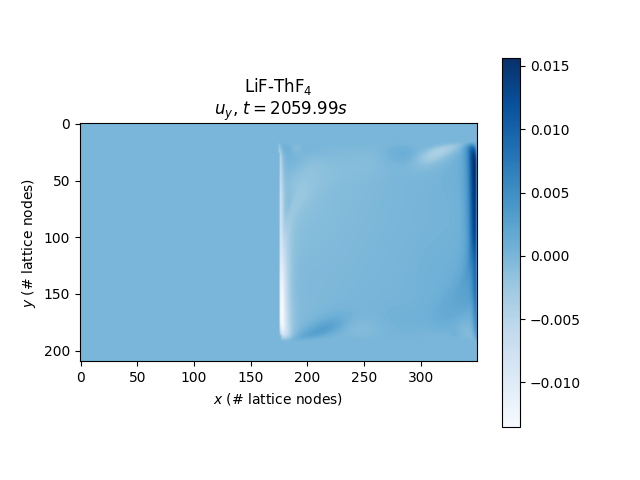 LiF-ThF₄
u_y, t = 2059.99s
0
50
100
150
200
y (# lattice nodes)
0 50 100 150 200 250 300
x (# lattice nodes)
0.015
0.010
0.005
0.000
−0.005
−0.010